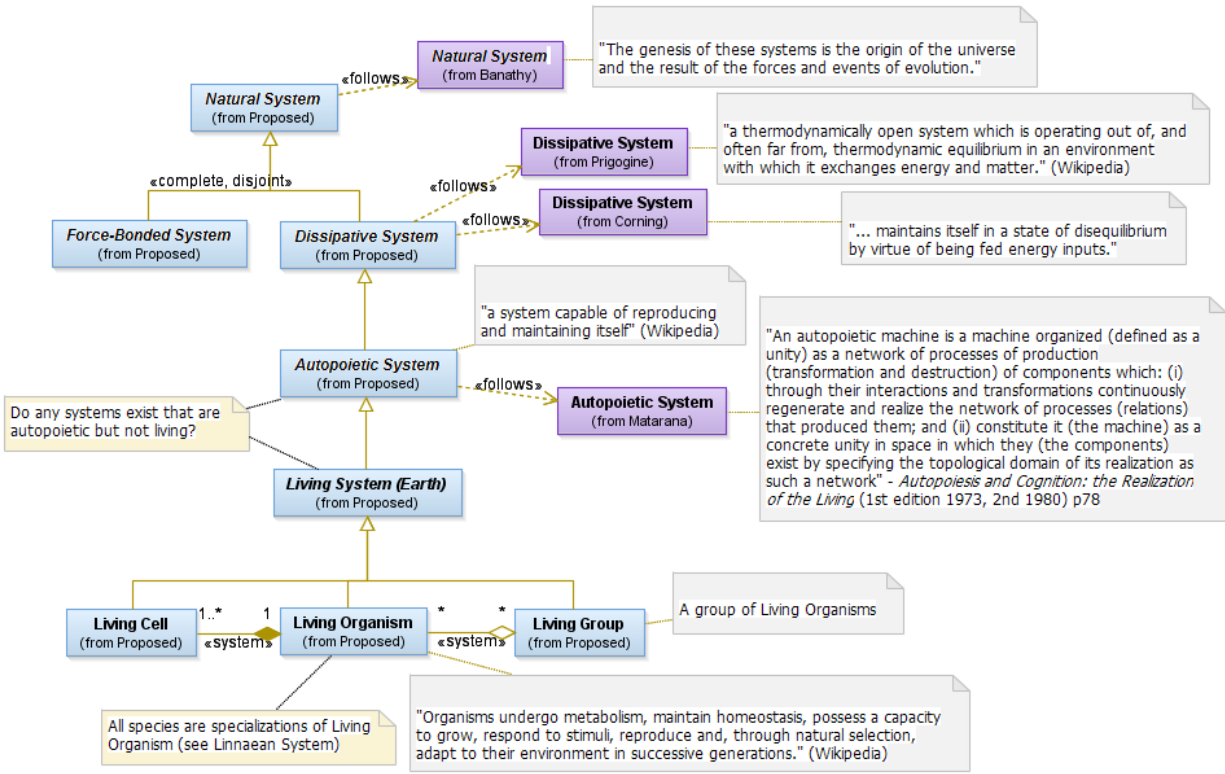 Natural System
(from Banathy)
"The genesis of these systems is the origin of the universe
and the result of the forces and events of evolution."
«follows»
Natural System
(from Proposed)
Dissipative System
(from Prigogine)
"a thermodynamically open system which is operating out of, and
often far from, thermodynamic equilibrium in an environment
with which it exchanges energy and matter." (Wikipedia)
«complete, disjoint»
«follows»
Dissipative System
(from Corning)
«follows»
"... maintains itself in a state of disequilibrium
by virtue of being fed energy inputs."
Force-Bonded System
(from Proposed)
Dissipative System
(from Proposed)
"a system capable of reproducing
and maintaining itself" (Wikipedia)
"An autopoietic machine is a machine organized (defined as a
unity) as a network of processes of production
(transformation and destruction) of components which: (i)
through their interactions and transformations continuously
regenerate and realize the network of processes (relations)
that produced them; and (ii) constitute it (the machine) as a
concrete unity in space in which they (the components)
exist by specifying the topological domain of its realization as
such a network" - Autopoiesis and Cognition: the Realization
of the Living (1st edition 1973, 2nd 1980) p78
Autopoietic System
(from Proposed)
«follows»
Autopoietic System
(from Matarana)
Do any systems exist that are
autopoietic but not living?
Living System (Earth)
(from Proposed)
Living Cell
(from Proposed)
1..*
1
«system»
Living Organism
(from Proposed)
*
*
«system»
Living Group
(from Proposed)
A group of Living Organisms
All species are specializations of Living
Organism (see Linnaean System)
"Organisms undergo metabolism, maintain homeostasis, possess a capacity
to grow, respond to stimuli, reproduce and, through natural selection,
adapt to their environment in successive generations." (Wikipedia)